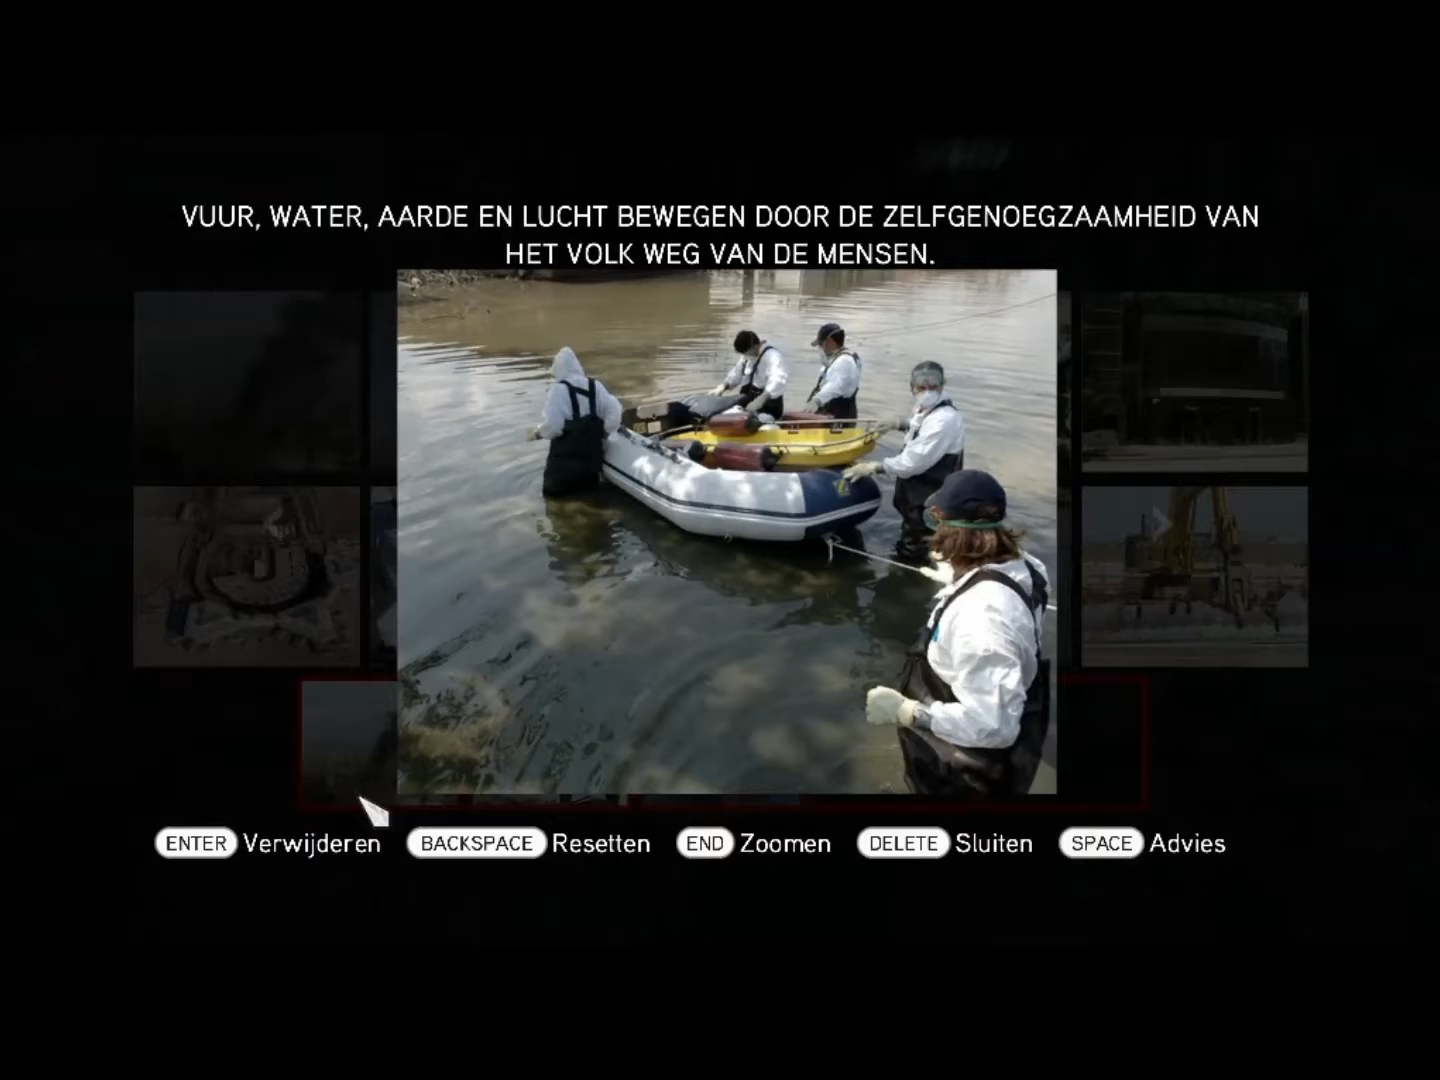 VUUR, WATER, AARDE EN LUCHT BEWEGEN DOOR DE ZELFGENOEGZAAMHEID VAN
HET VOLK WEG VAN DE MENSEN.
ENTER Verwijderen BACKSPACE Resetten END Zoomen DELETE Sluiten SPACE Advies